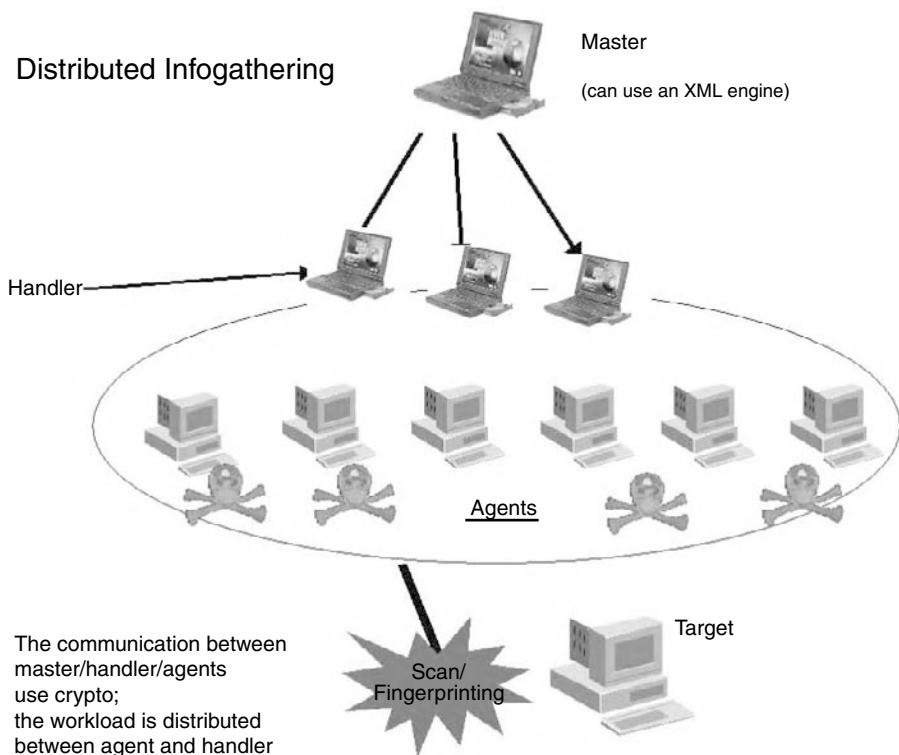 Distributed Infogathering
Master
(can use an XML engine)
Handler
Agents
Scan/
Fingerprinting
Target
The communication between
master/handler/agents
use crypto;
the workload is distributed
between agent and handler